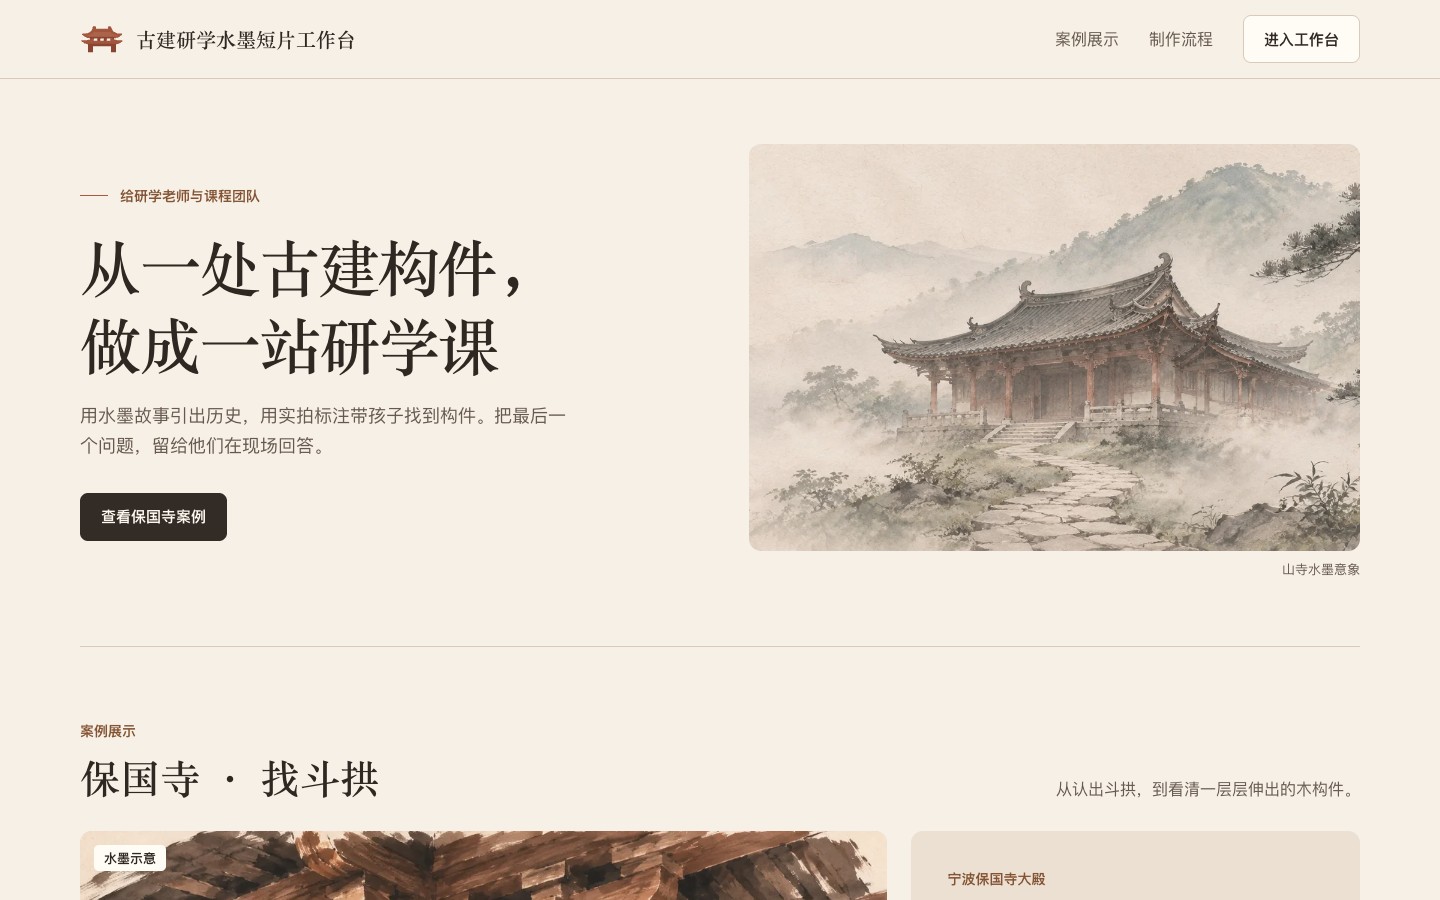 古建研学水墨短片工作台
案例展示
制作流程
进入工作台
给研学老师与课程团队
从一处古建构件，
做成一站研学课
用水墨故事引出历史，用实拍标注带孩子找到构件。把最后一
个问题，留给他们在现场回答。
查看保国寺案例
山寺水墨意象
案例展示
保国寺 · 找斗拱
从认出斗拱，到看清一层层伸出的木构件。
水墨示意
宁波保国寺大殿